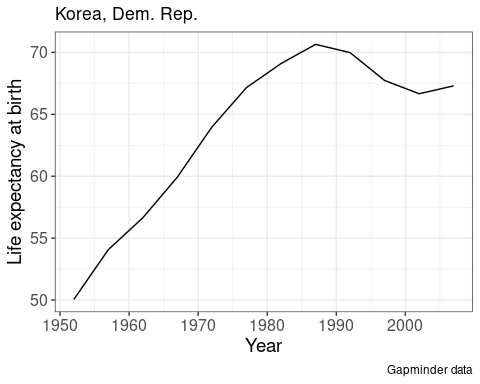 Korea, Dem. Rep.
Life expectancy at birth
70
65
60
55
50
1950 1960 1970 1980 1990 2000
Year
Gapminder data